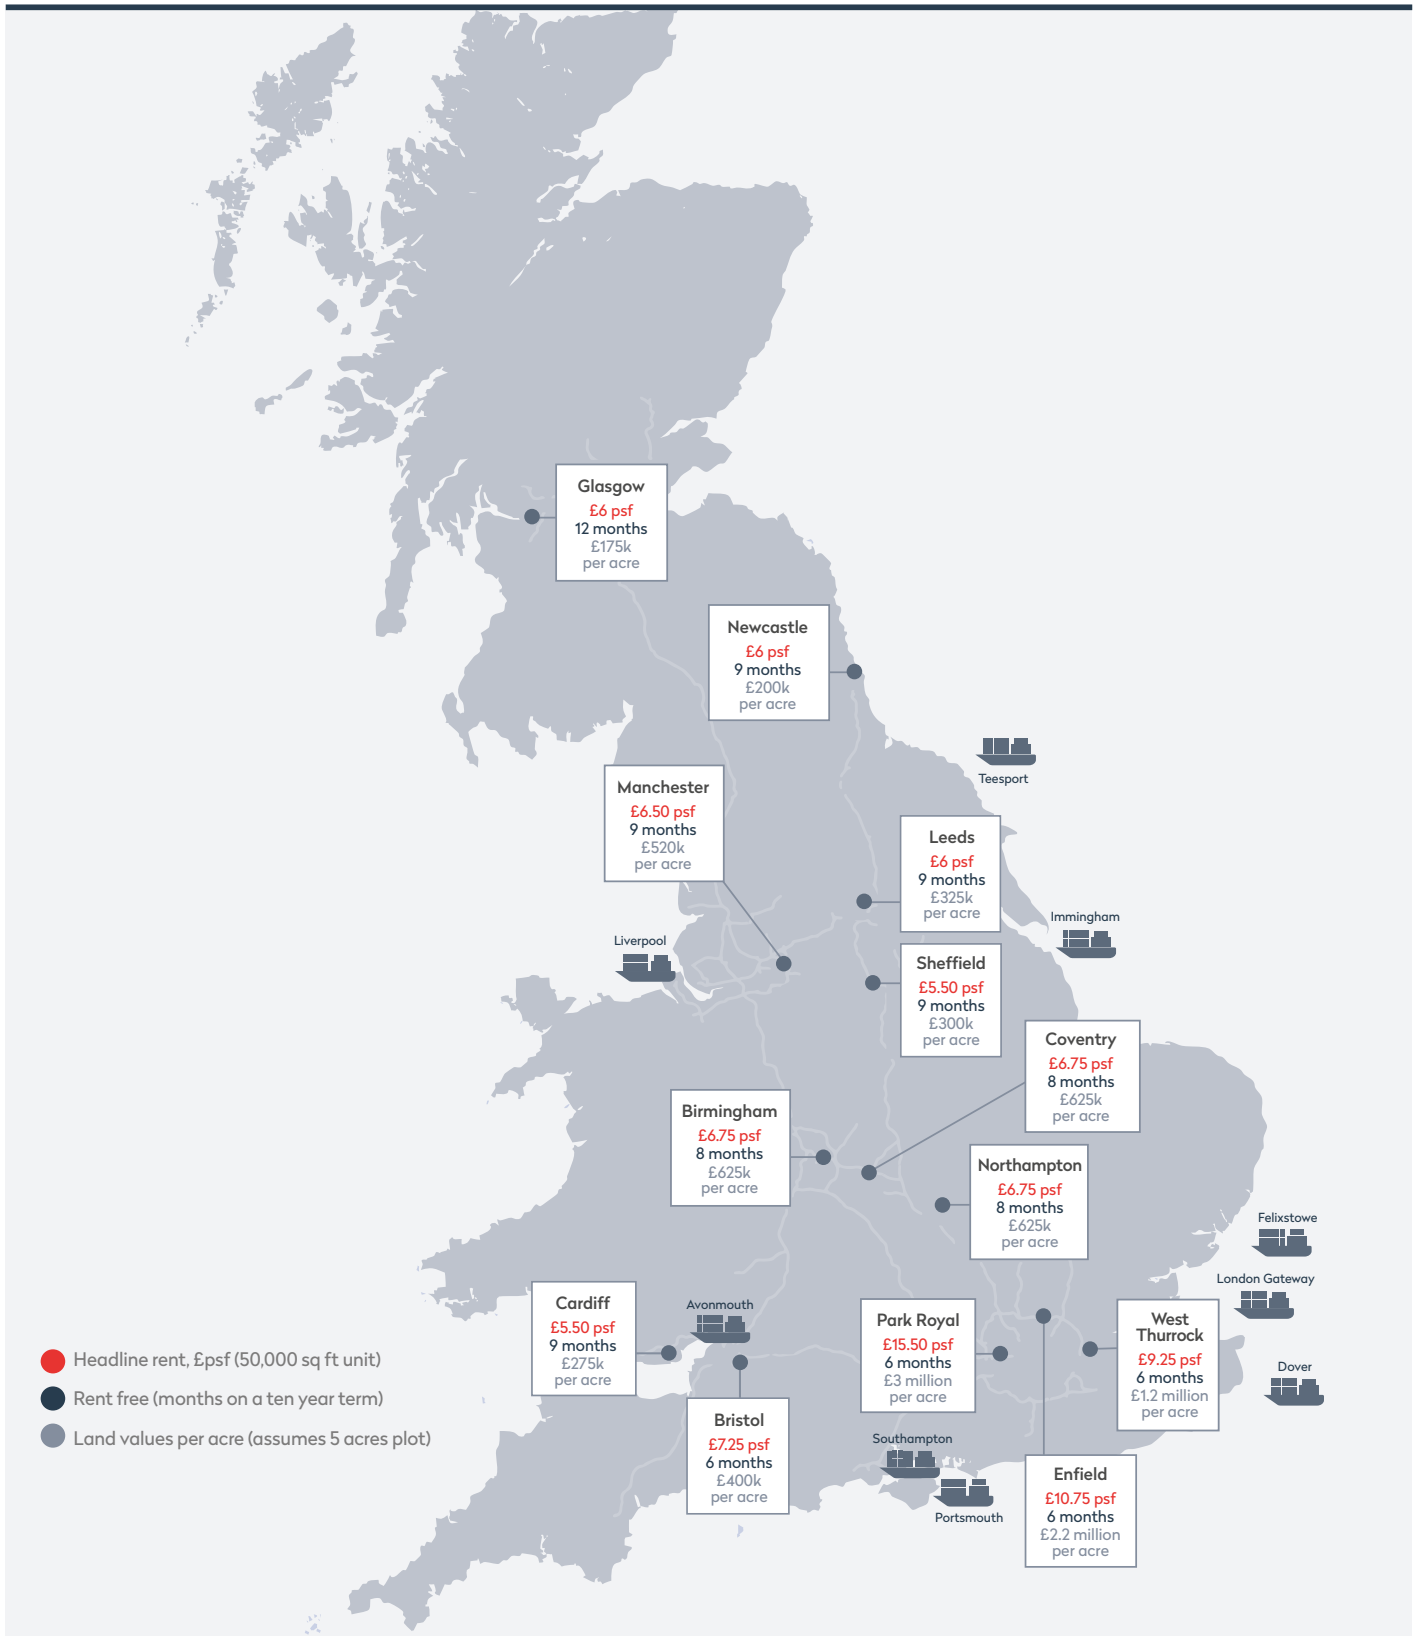 Glasgow
£6 psf
12 months
£175k
per acre
Newcastle
£6 psf
9 months
£200k
per acre
Teesport
Manchester
£6.50 psf
9 months
£520k
per acre
Leeds
£6 psf
9 months
£325k
per acre
Immingham
Liverpool
Sheffield
£5.50 psf
9 months
£300k
per acre
Coventry
£6.75 psf
8 months
£625k
per acre
Birmingham
£6.75 psf
8 months
£625k
per acre
Northampton
£6.75 psf
8 months
£625k
per acre
Felixstowe
London Gateway
Cardiff
£5.50 psf
9 months
£275k
per acre
Avonmouth
Park Royal
£15.50 psf
6 months
£3 million
per acre
West
Thurrock
£9.25 psf
6 months
£1.2 million
per acre
Dover
Headline rent, £psf (50,000 sq ft unit)
Rent free (months on a ten year term)
Land values per acre (assumes 5 acres plot)
Bristol
£7.25 psf
6 months
£400k
per acre
Southampton
Portsmouth
Enfield
£10.75 psf
6 months
£2.2 million
per acre